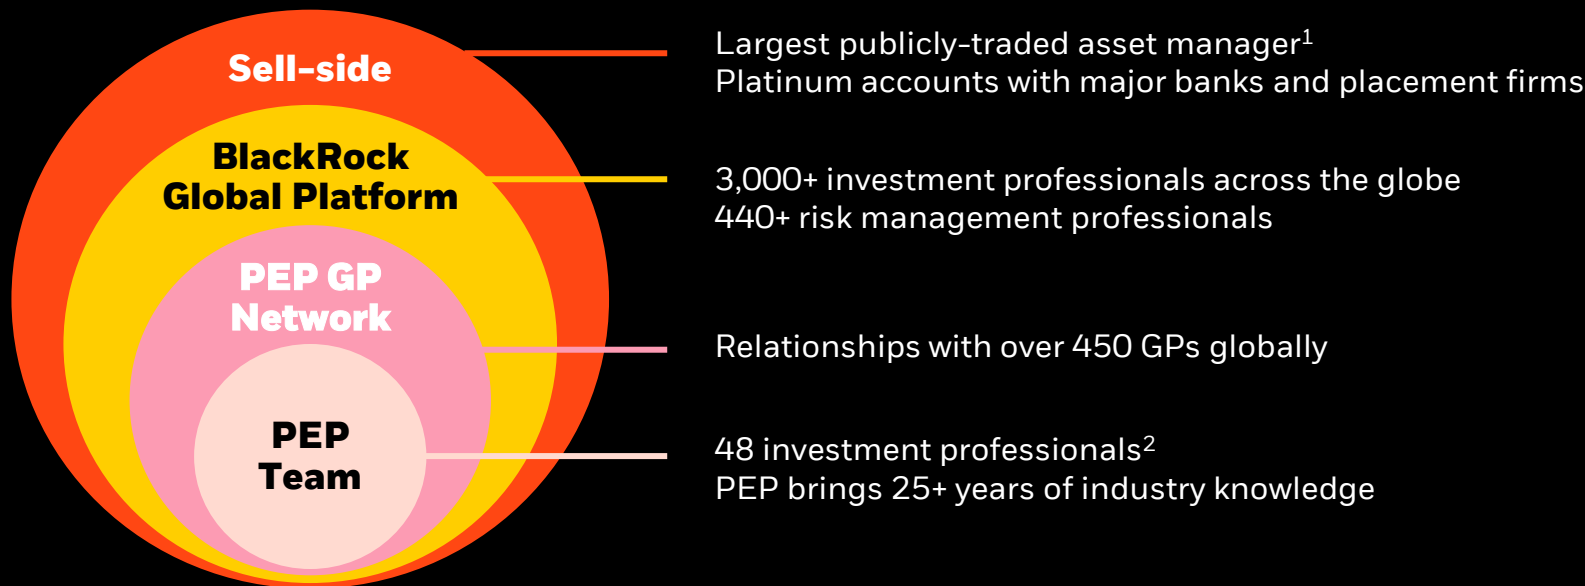 Sell-side
Largest publicly-traded asset manager¹
Platinum accounts with major banks and placement firms
BlackRock
Global Platform
3,000+ investment professionals across the globe
440+ risk management professionals
PEP GP
Network
Relationships with over 450 GPs globally
PEP
Team
48 investment professionals²
PEP brings 25+ years of industry knowledge